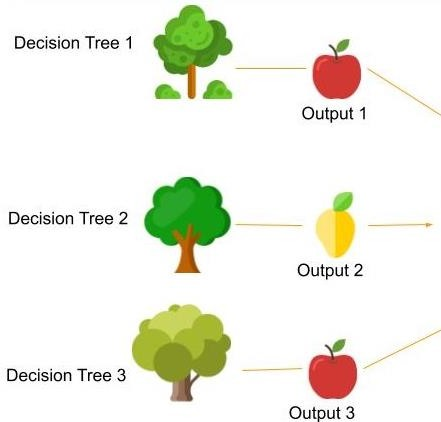 Decision Tree 1
Output 1
Decision Tree 2
Output 2
Decision Tree 3
Output 3